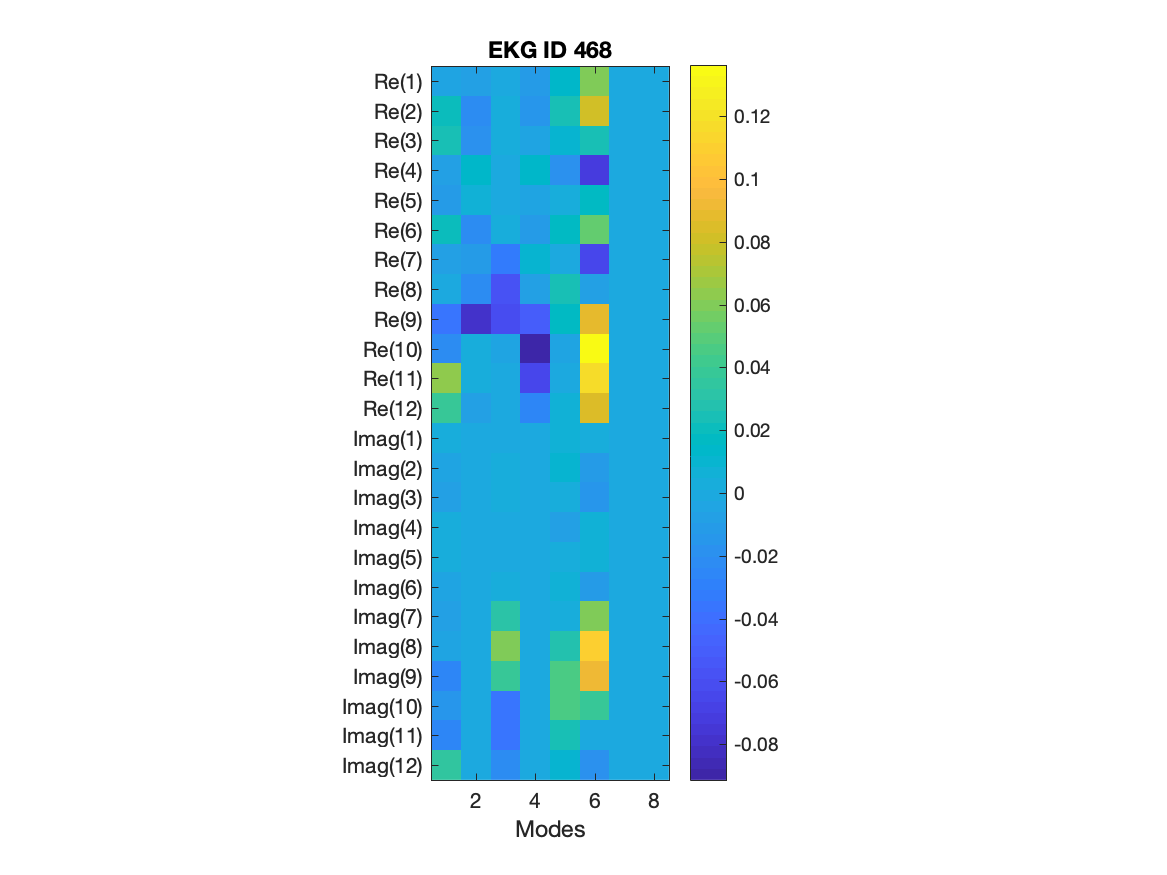 EKG ID 468
Re(1)
Re(2)
Re(3)
Re(4)
Re(5)
Re(6)
Re(7)
Re(8)
Re(9)
Re(10)
Re(11)
Re(12)
Imag(1)
Imag(2)
Imag(3)
Imag(4)
Imag(5)
Imag(6)
Imag(7)
Imag(8)
Imag(9)
Imag(10)
Imag(11)
Imag(12)
2 4 6 8
Modes
0.12
0.1
0.08
0.06
0.04
0.02
0
-0.02
-0.04
-0.06
-0.08